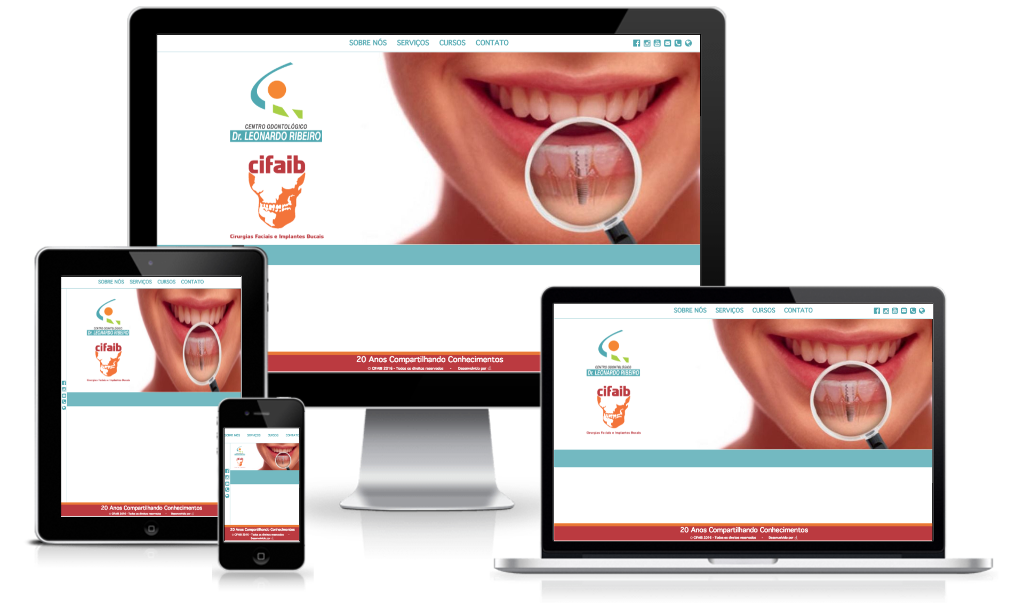 SOBRE NÓS SERVIÇOS CURSOS CONTATO
CENTRO ODONTOLÓGICO
Dr. LEONARDO RIBEIRO
cifaib
Cirurgias Faciais e Implantes Bucais
20 Anos Compartilhando Conhecimentos
© CIFAIB 2016 - Todos os direitos reservados - Desenvolvido por
SOBRE NÓS SERVIÇOS CURSOS CONTATO
CENTRO ODONTOLÓGICO
Dr. LEONARDO RIBEIRO
cifaib
Cirurgias Faciais e Implantes Bucais
20 Anos Compartilhando Conhecimentos
© CIFAIB 2016 - Todos os direitos reservados - Desenvolvido por
SOBRE NÓS SERVIÇOS CURSOS CONTATO
cifaib
20 Anos Compartilhando Conhecimentos
© CIFAIB 2016 - Todos os direitos reservados -
Desenvolvido por
SOBRE NÓS SERVIÇOS CURSOS CONTATO
CENTRO ODONTOLÓGICO
Dr. LEONARDO RIBEIRO
cifaib
Cirurgias Faciais e Implantes Bucais
20 Anos Compartilhando Conhecimentos
© CIFAIB 2016 - Todos os direitos reservados - Desenvolvido por